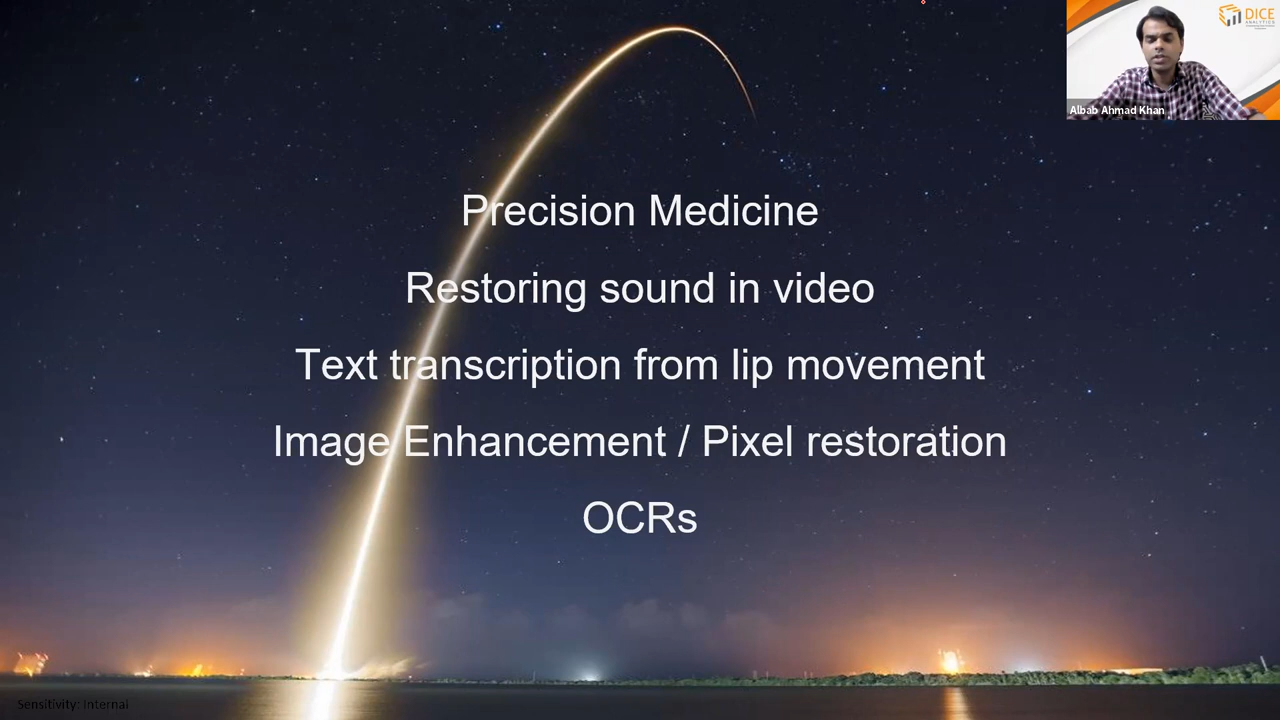 DICE
ANALYTICS
Albab Ahmad Khan
Precision Medicine
Restoring sound in video
Text transcription from lip movement
Image Enhancement / Pixel restoration
OCRs
Sensitivity: Internal